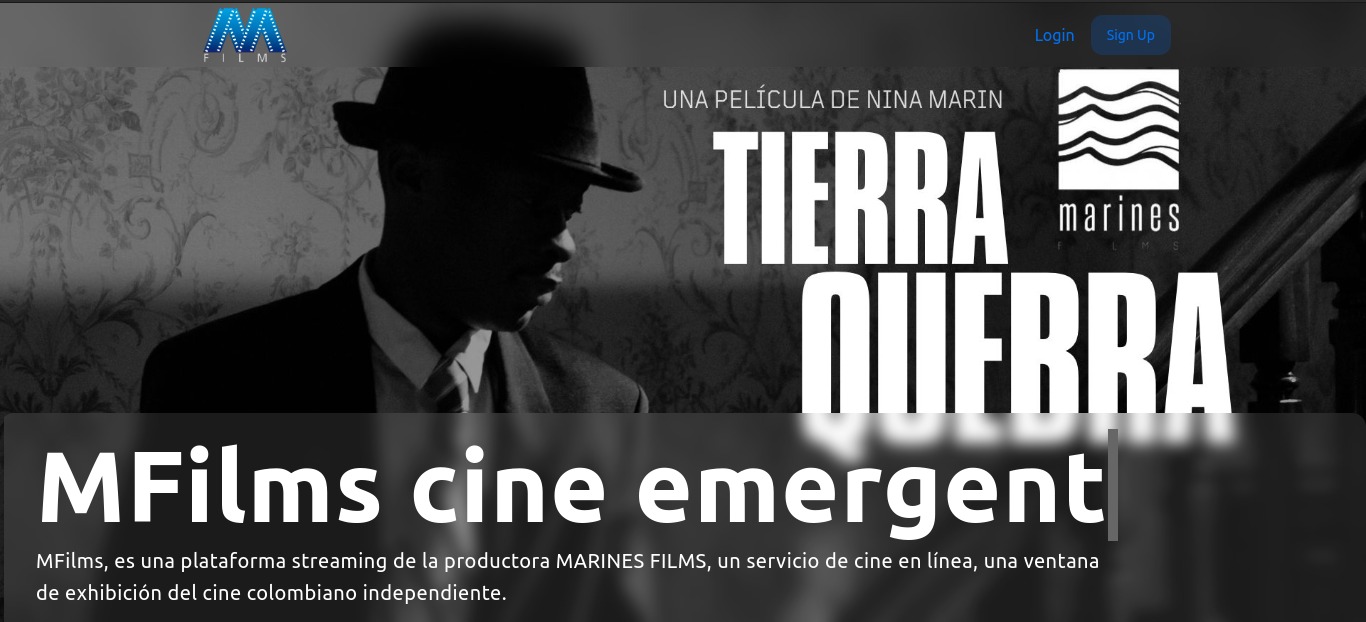 FILMS
Login
Sign Up
UNA PELÍCULA DE NINA MARIN
TIERRA
QUEBRA
marines
FILMS
MFilms cine emergent
MFilms, es una plataforma streaming de la productora MARINES FILMS, un servicio de cine en línea, una ventana
de exhibición del cine colombiano independiente.